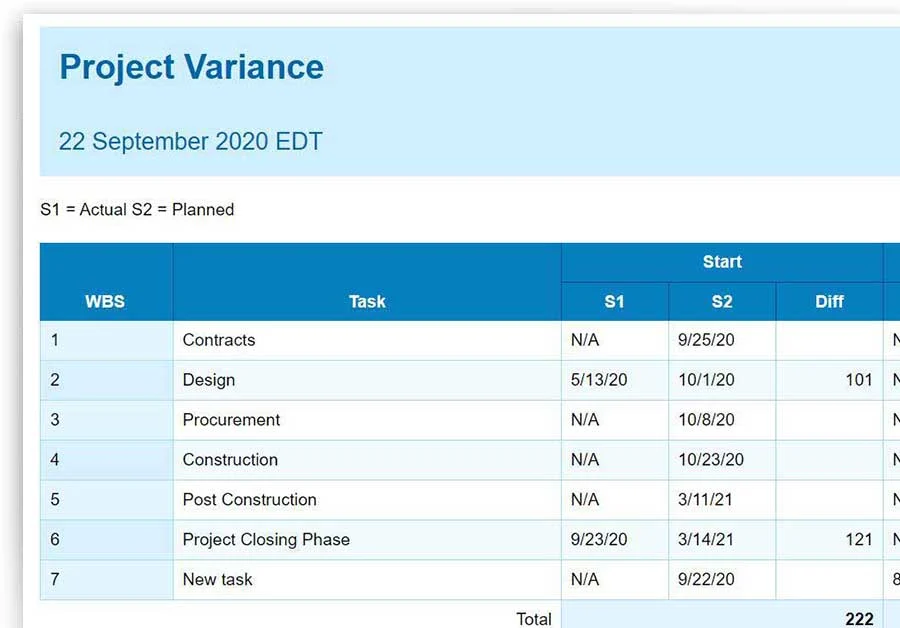 Project Variance
22 September 2020 EDT
S1 = Actual S2 = Planned
Start
WBS Task S1 S2 Diff
1 Contracts N/A 9/25/20
2 Design 5/13/20 10/1/20 101
3 Procurement N/A 10/8/20
4 Construction N/A 10/23/20
5 Post Construction N/A 3/11/21
6 Project Closing Phase 9/23/20 3/14/21 121
7 New task N/A 9/22/20
Total 222